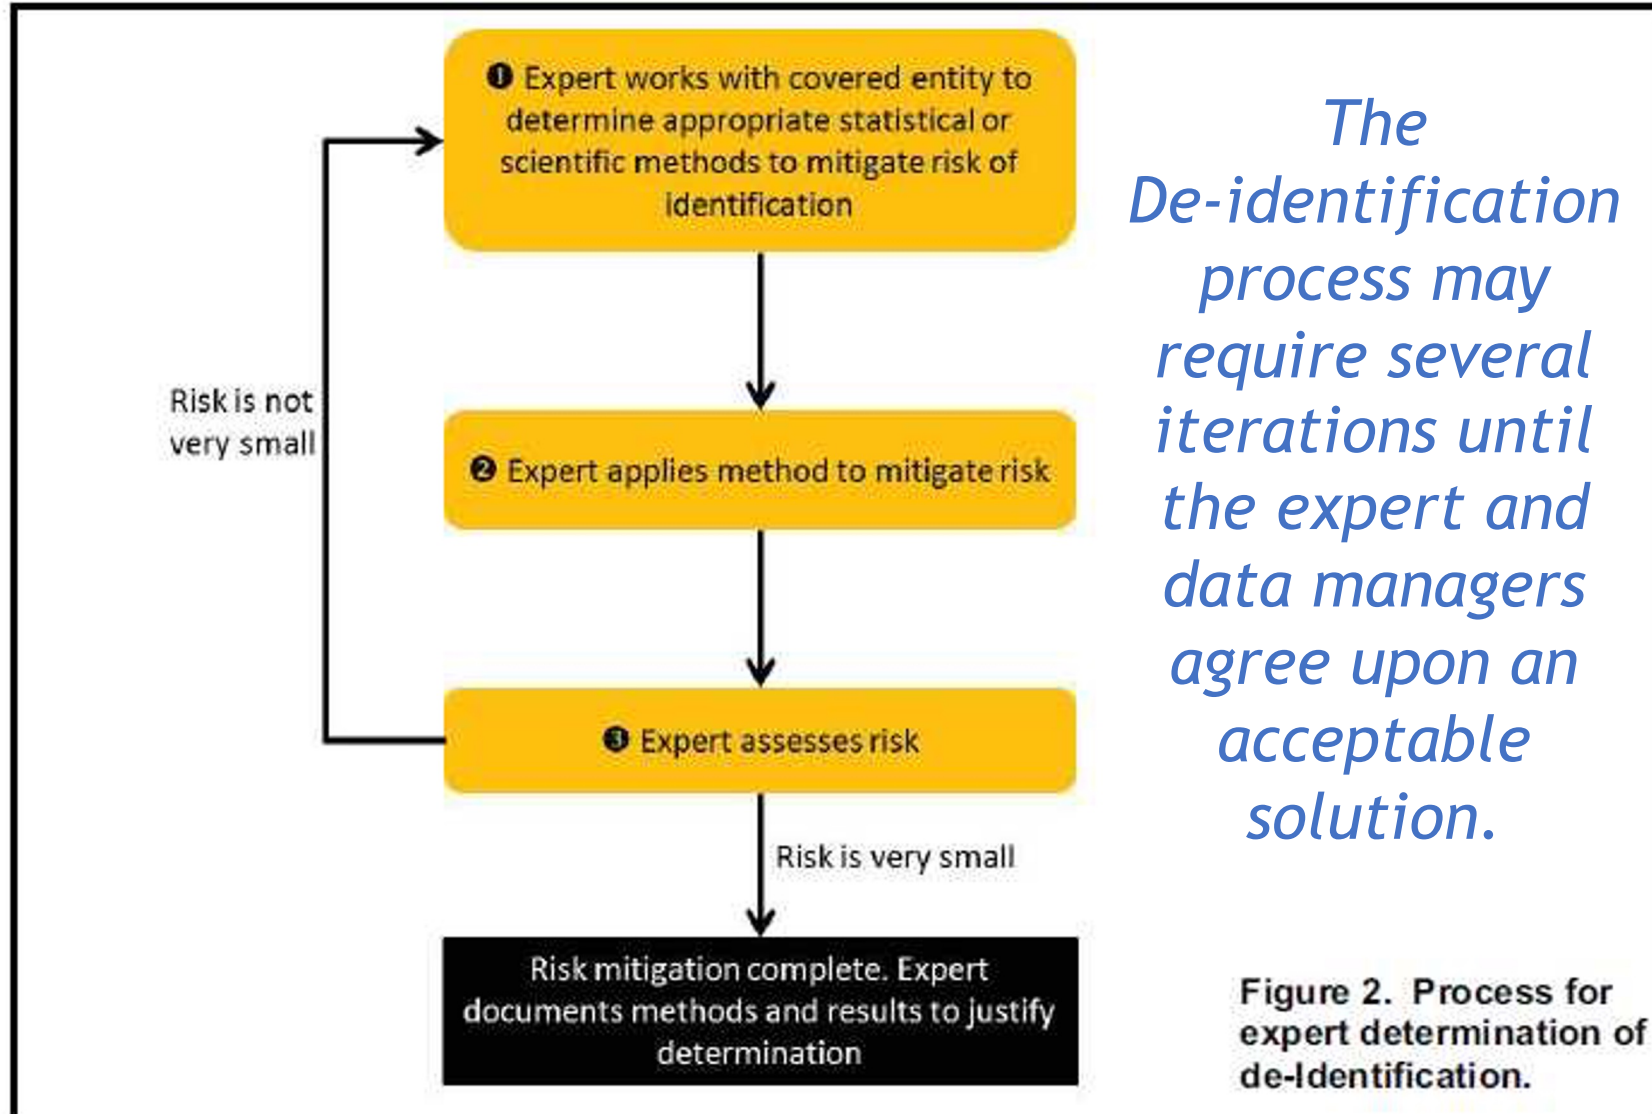 ❶ Expert works with covered entity to
determine appropriate statistical or
scientific methods to mitigate risk of
identification
Risk is not
very small
❷ Expert applies method to mitigate risk
❸ Expert assesses risk
Risk is very small
Risk mitigation complete. Expert
documents methods and results to justify
determination
The
De-identification
process may
require several
iterations until
the expert and
data managers
agree upon an
acceptable
solution.
Figure 2. Process for
expert determination of
de-Identification.